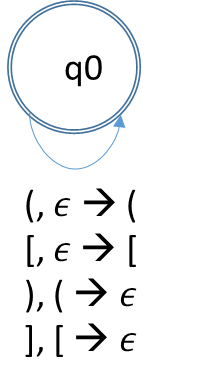 q0
(, ϵ → (
[, ϵ → [
), ( → ϵ
], [ → ϵ